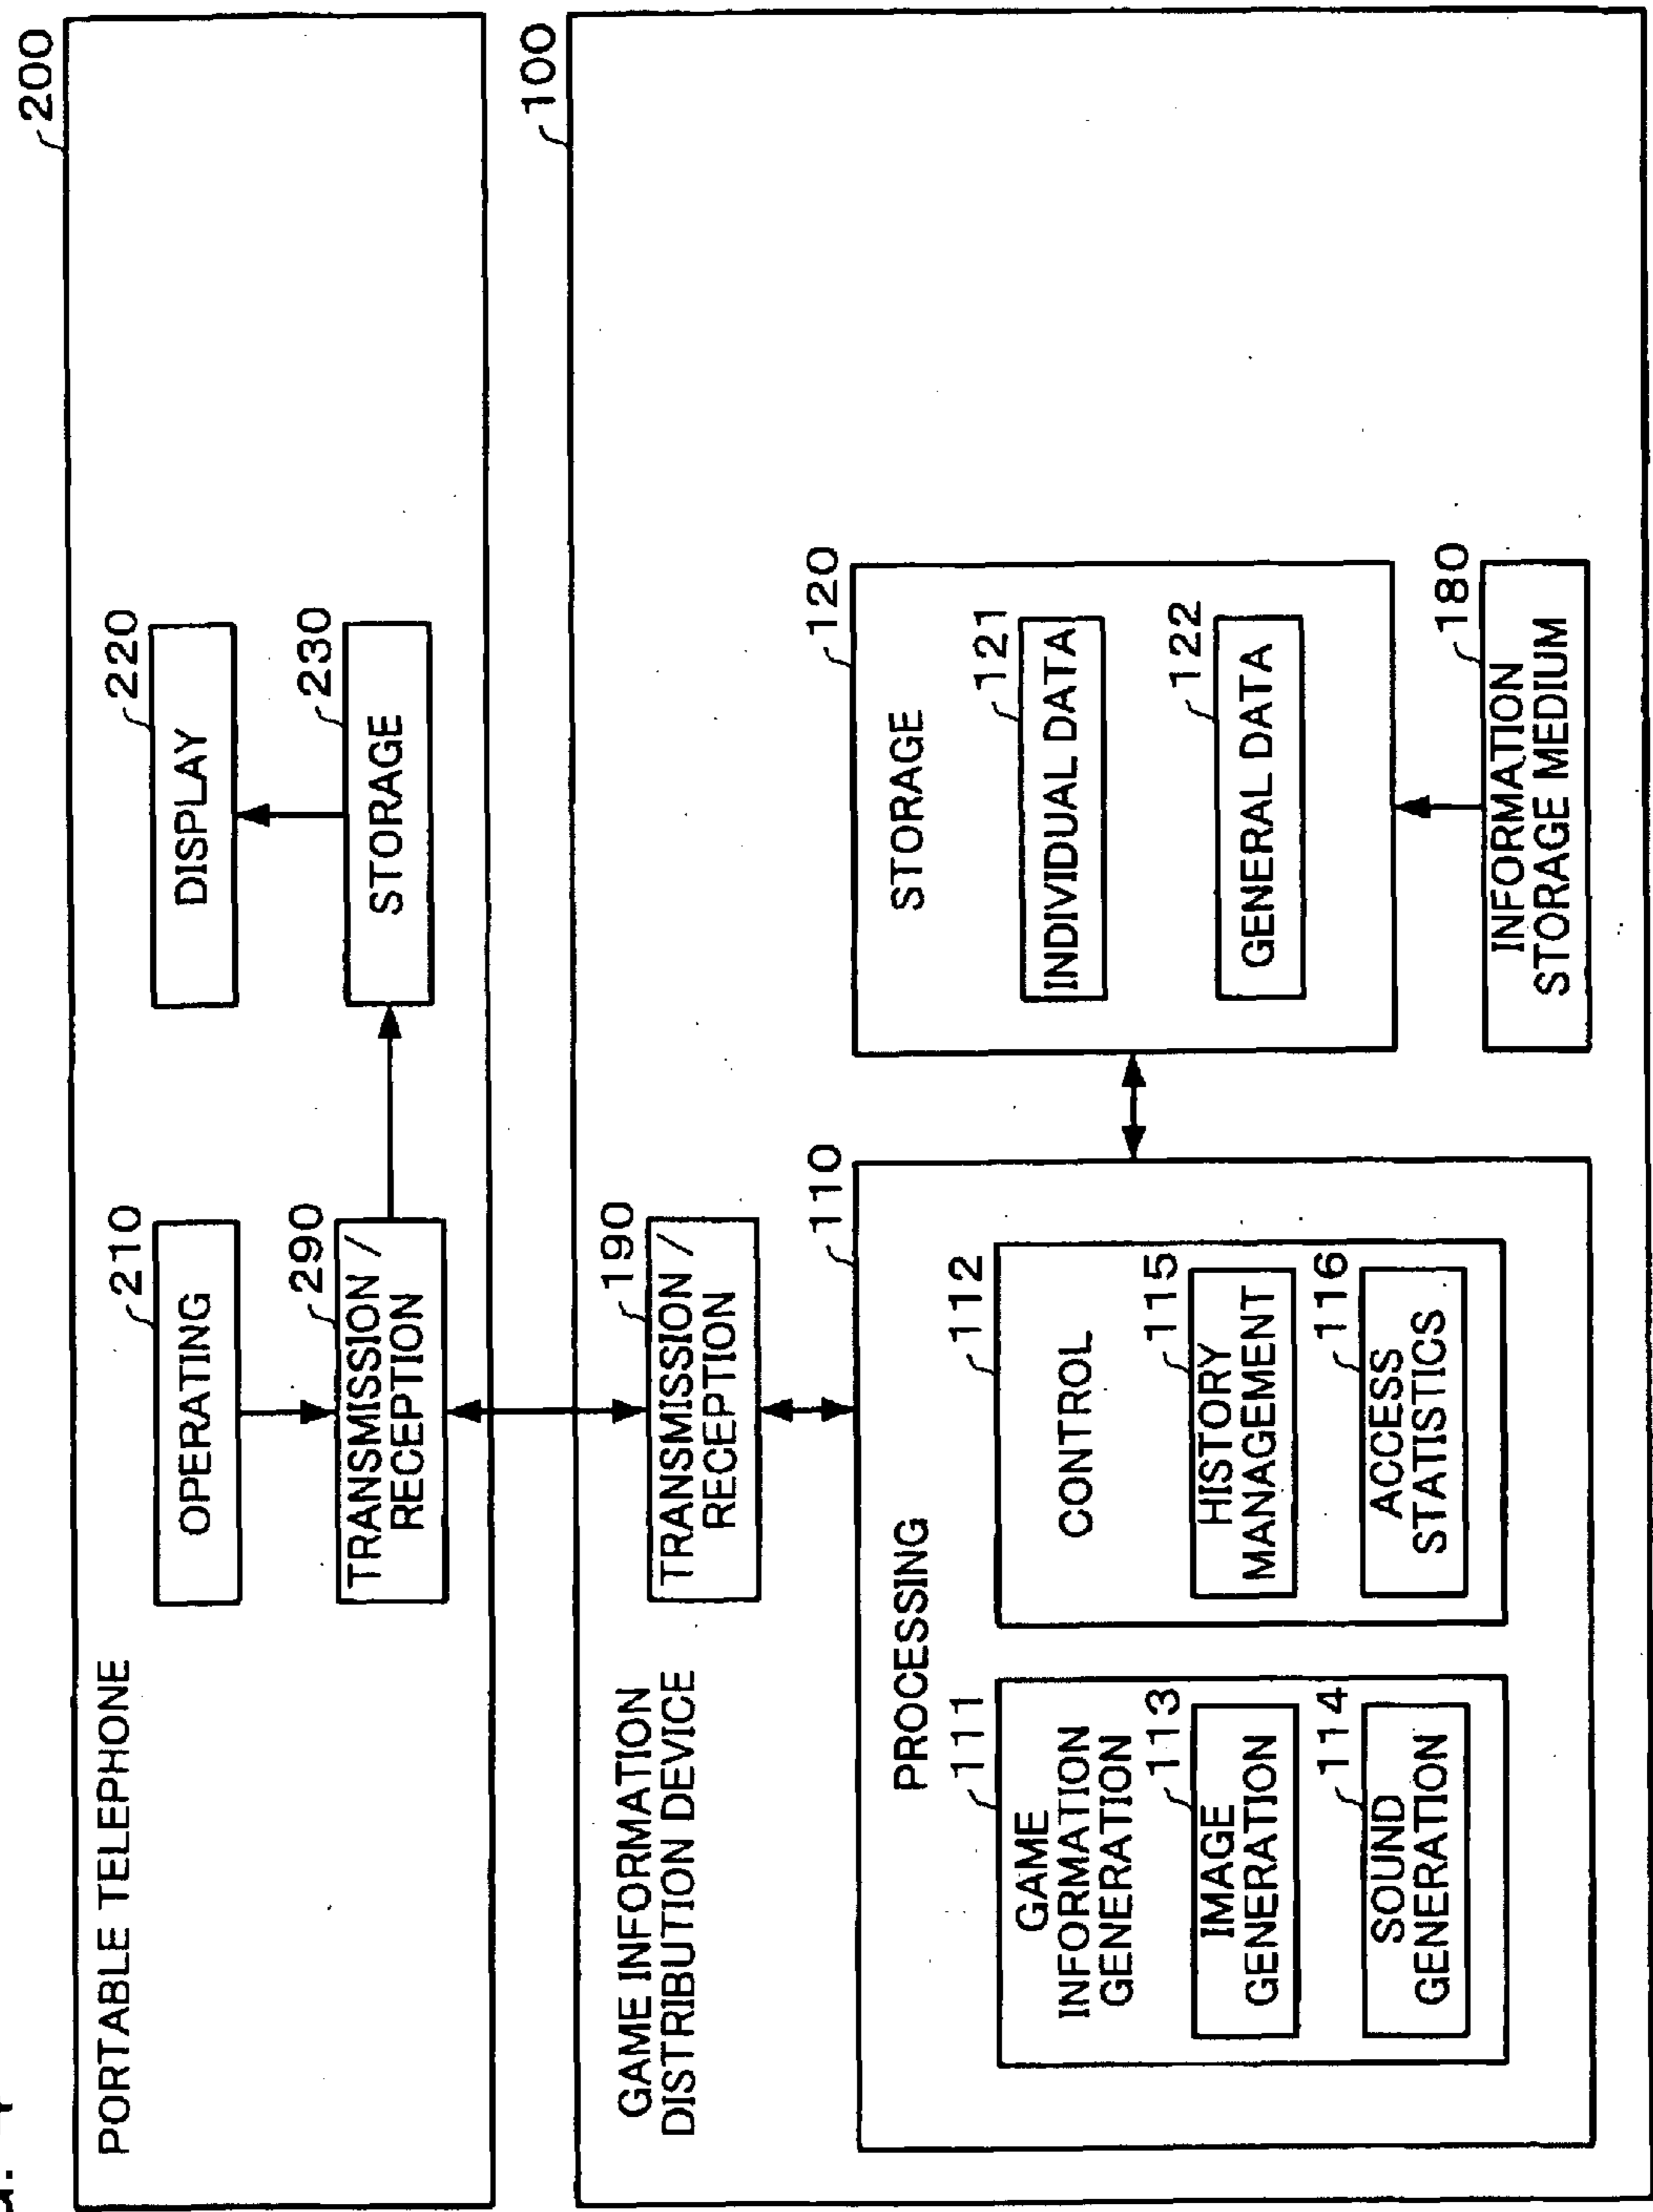 200
PORTABLE TELEPHONE
210
OPERATING
220
DISPLAY
290
TRANSMISSION /
RECEPTION
230
STORAGE
100
GAME INFORMATION
DISTRIBUTION DEVICE
190
TRANSMISSION /
RECEPTION
110
PROCESSING
111
GAME
INFORMATION
GENERATION
113
IMAGE
GENERATION
114
SOUND
GENERATION
112
CONTROL
115
HISTORY
MANAGEMENT
116
ACCESS
STATISTICS
120
STORAGE
121
INDIVIDUAL DATA
122
GENERAL DATA
180
INFORMATION
STORAGE MEDIUM